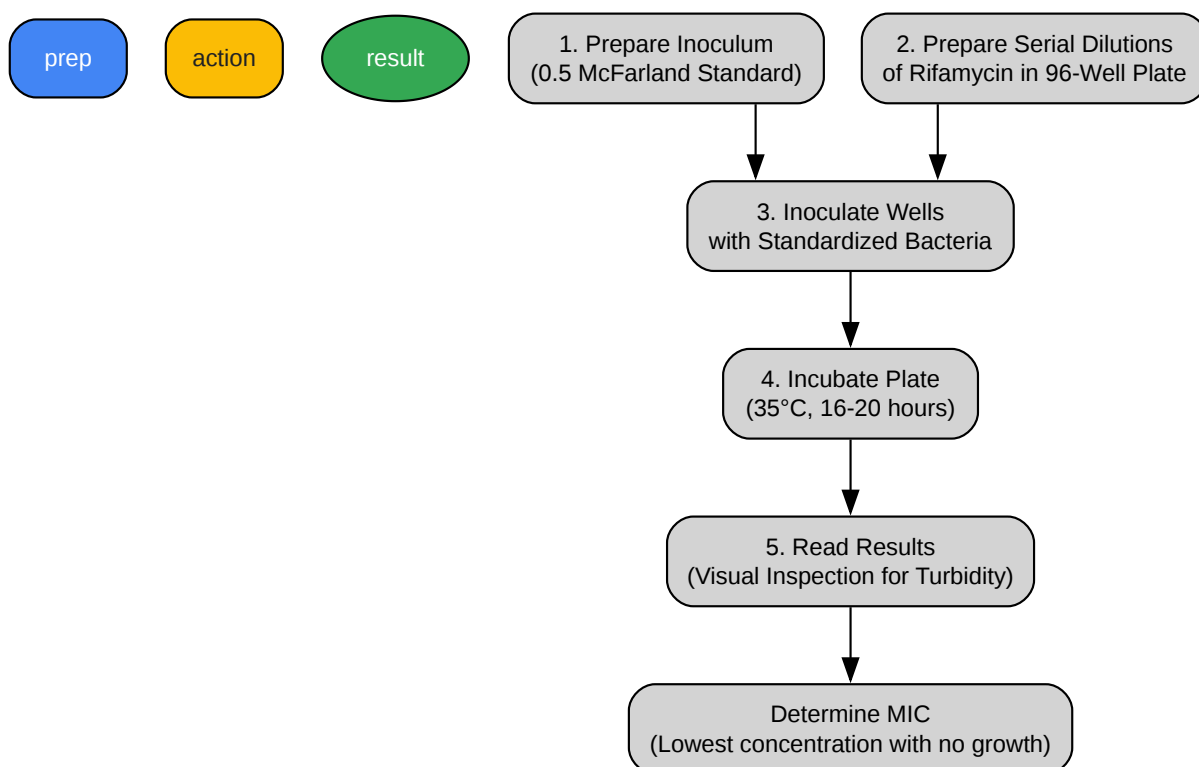 prep
action
result
1. Prepare Inoculum
(0.5 McFarland Standard)
2. Prepare Serial Dilutions
of Rifamycin in 96-Well Plate
3. Inoculate Wells
with Standardized Bacteria
4. Incubate Plate
(35°C, 16-20 hours)
5. Read Results
(Visual Inspection for Turbidity)
Determine MIC
(Lowest concentration with no growth)